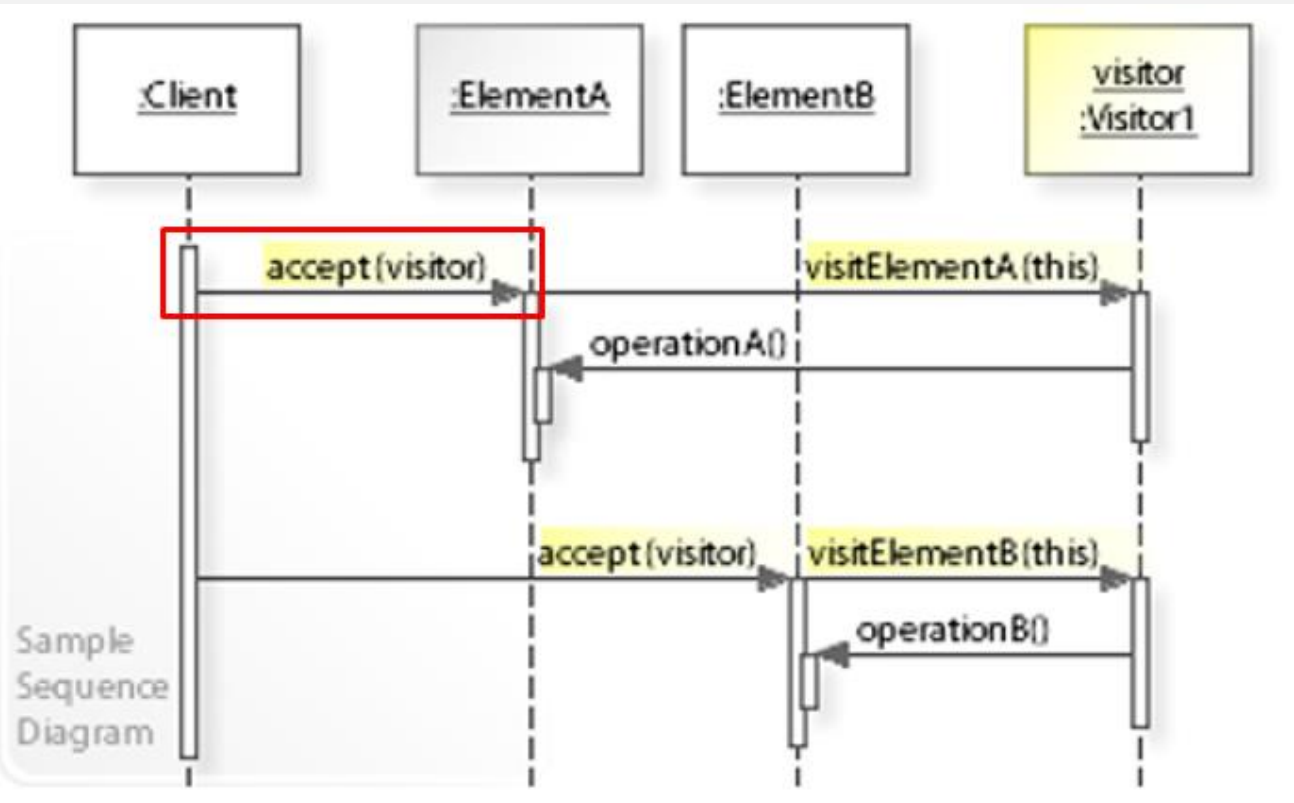 :Client
:ElementA
:ElementB
visitor
:Visitor1
accept(visitor)
visitElementA(this)
operationA()
accept(visitor)
visitElementB(this)
operationB()
Sample
Sequence
Diagram